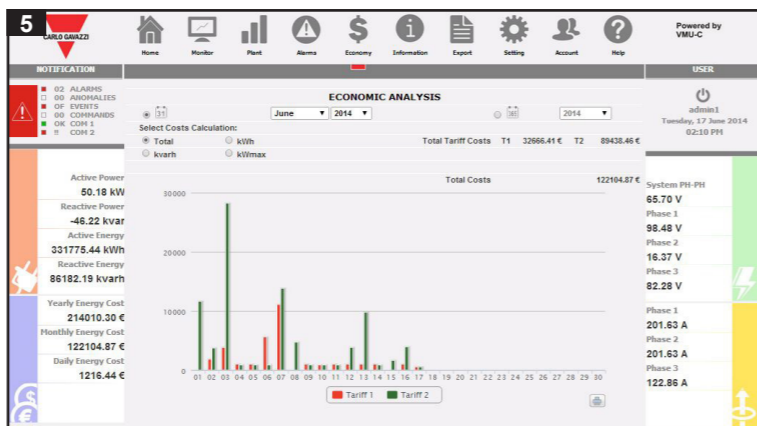 5
CARLO GAVAZZI
Home Monitor Plant Alarms Economy Information Export Setting Account Help
Powered by
VMU-C
NOTIFICATION
USER
02 ALARMS
00 ANOMALIES
OF EVENTS
00 COMMANDS
OK COM 1
!! COM 2
admin1
Tuesday, 17 June 2014
02:10 PM
ECONOMIC ANALYSIS
31 June 2014 2014
Select Costs Calculation:
Total kWh
kvarh kWmax
Total Tariff Costs T1 32666.41 € T2 89438.46 €
Total Costs 122104.87 €
Active Power
50.18 kW
Reactive Power
-46.22 kvar
Active Energy
331775.44 kWh
Reactive Energy
86182.19 kvarh
Yearly Energy Cost
214010.30 €
Monthly Energy Cost
122104.87 €
Daily Energy Cost
1216.44 €
30000
20000
10000
0
01 02 03 04 05 06 07 08 09 10 11 12 13 14 15 16 17 18 19 20 21 22 23 24 25 26 27 28 29 30
Tariff 1 Tariff 2
System PH-PH
65.70 V
Phase 1
98.48 V
Phase 2
16.37 V
Phase 3
82.28 V
Phase 1
201.63 A
Phase 2
201.63 A
Phase 3
122.86 A